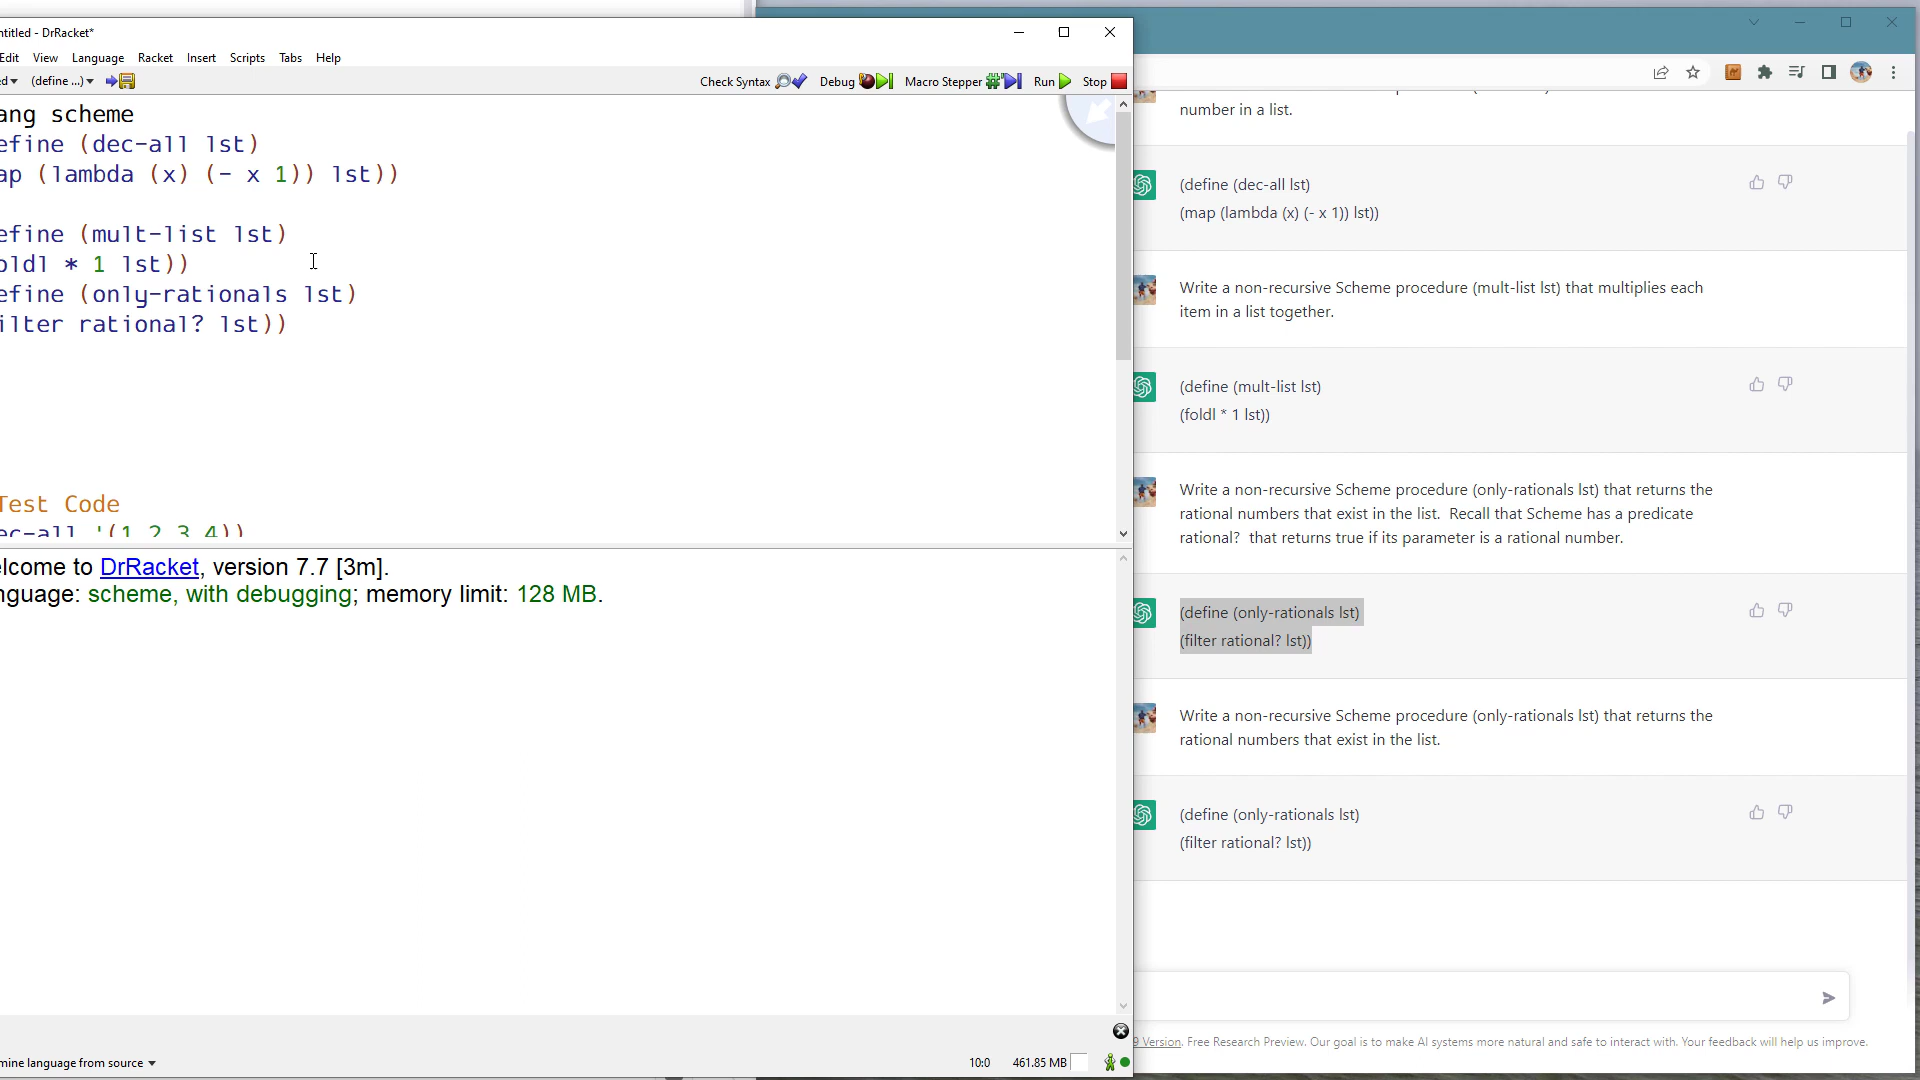 ntitled - DrRacket*
Edit View Language Racket Insert Scripts Tabs Help
ed (define ...) Check Syntax Debug Macro Stepper Run Stop
ang scheme
efine (dec-all lst)
ap (lambda (x) (- x 1)) lst))
efine (mult-list lst)
oldl * 1 lst))
efine (only-rationals lst)
ilter rational? lst))
Test Code
ec-all '(1 2 3 4))
lcome to DrRacket, version 7.7 [3m].
nguage: scheme, with debugging; memory limit: 128 MB.
mine language from source 10:0 461.85 MB
number in a list.
(define (dec-all lst)
(map (lambda (x) (- x 1)) lst))
Write a non-recursive Scheme procedure (mult-list lst) that multiplies each
item in a list together.
(define (mult-list lst)
(foldl * 1 lst))
Write a non-recursive Scheme procedure (only-rationals lst) that returns the
rational numbers that exist in the list. Recall that Scheme has a predicate
rational? that returns true if its parameter is a rational number.
(define (only-rationals lst)
(filter rational? lst))
Write a non-recursive Scheme procedure (only-rationals lst) that returns the
rational numbers that exist in the list.
(define (only-rationals lst)
(filter rational? lst))
9 Version. Free Research Preview. Our goal is to make AI systems more natural and safe to interact with. Your feedback will help us improve.